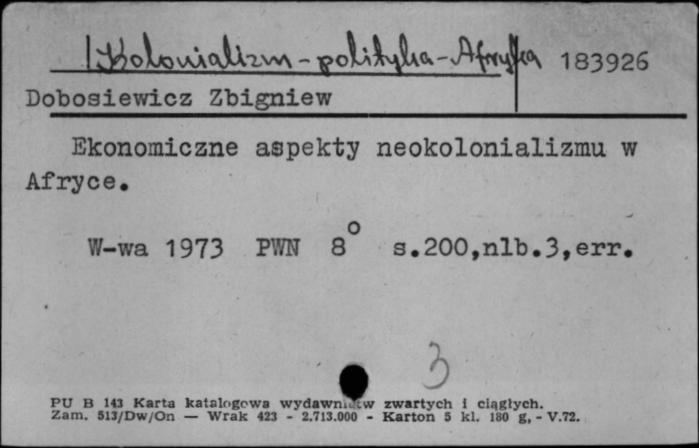 Kolonializm-polityka-Afryka 183926
Dobosiewicz Zbigniew
Ekonomiczne aspekty neokolonializmu w
Afryce.
W-wa 1973 PWN 8° s.200,nlb.3,err.
3
PU B 143 Karta katalogowa wydawnictw zwartych i ciągłych.
Zam. 513/Dw/On — Wrak 423 - 2.713.000 - Karton 5 kl. 180 g, - V.72.